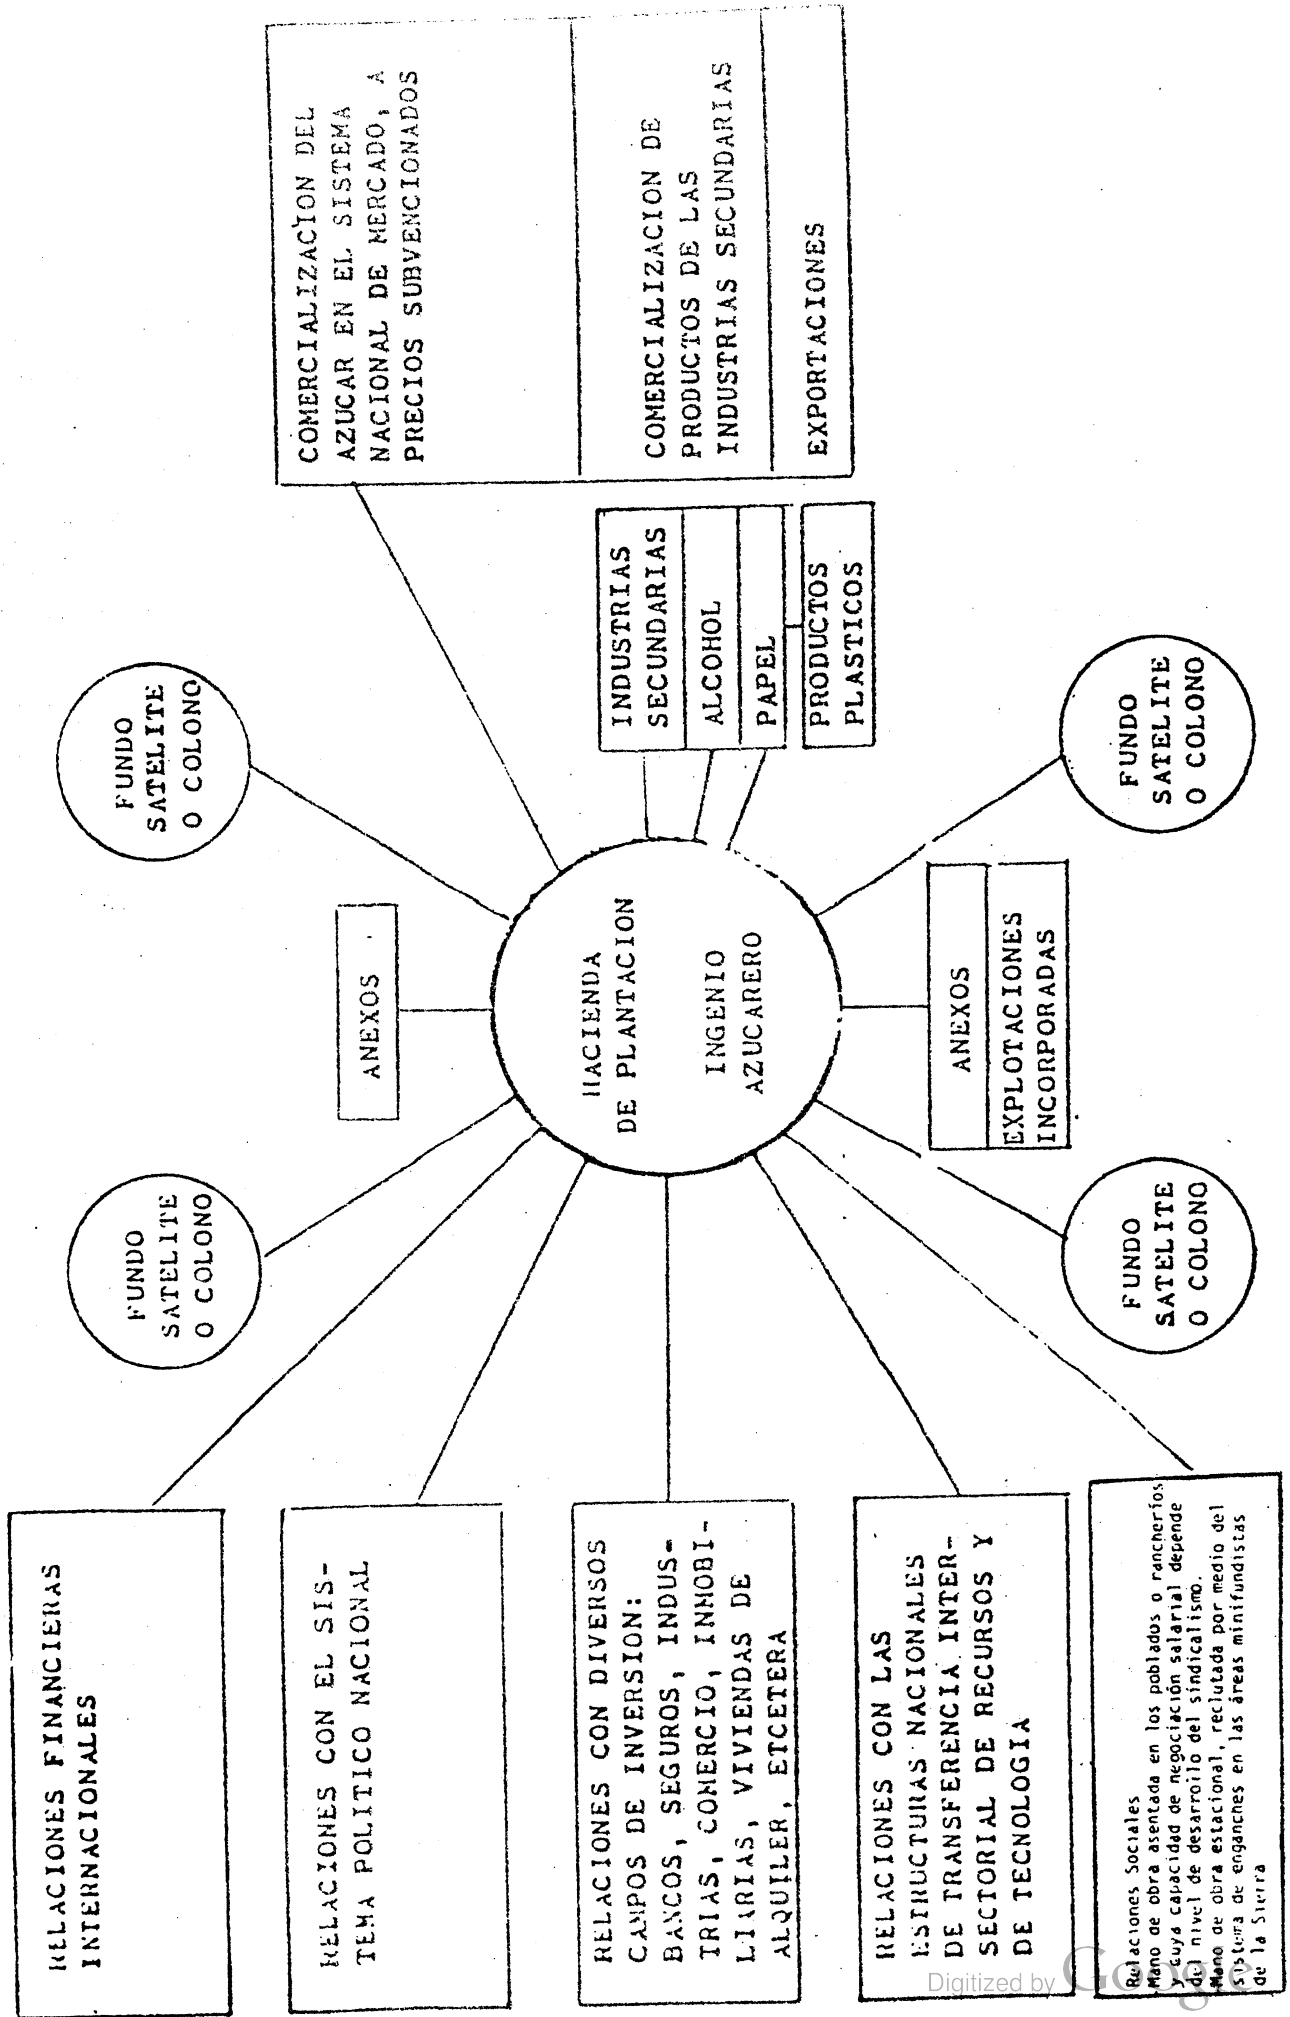 RELACIONES FINANCIERAS
INTERNACIONALES
RELACIONES CON EL SIS-
TEMA POLITICO NACIONAL
RELACIONES CON DIVERSOS
CAMPOS DE INVERSION:
BANCOS, SEGUROS, INDUS-
TRIAS, COMERCIO, INMOBI-
LIARIAS, VIVIENDAS DE
ALQUILER, ETCETERA
RELACIONES CON LAS
ESTRUCTURAS NACIONALES
DE TRANSFERENCIA INTER-
SECTORIAL DE RECURSOS Y
DE TECNOLOGIA
Relaciones Sociales
Mano de obra asentada en los poblados o rancheríos
y cuya capacidad de negociación salarial depende
del nivel de desarrollo del sindicalismo.
Mano de obra estacional, reclutada por medio del
sistema de enganches en las áreas minifundistas
de la Sierra
FUNDO
SATELITE
O COLONO
FUNDO
SATELITE
O COLONO
ANEXOS
HACIENDA
DE PLANTACION
INGENIO
AZUCARERO
ANEXOS
EXPLOTACIONES
INCORPORADAS
FUNDO
SATELITE
O COLONO
FUNDO
SATELITE
O COLONO
INDUSTRIAS
SECUNDARIAS
ALCOHOL
PAPEL
PRODUCTOS
PLASTICOS
COMERCIALIZACION DEL
AZUCAR EN EL SISTEMA
NACIONAL DE MERCADO, A
PRECIOS SUBVENCIONADOS
COMERCIALIZACION DE
PRODUCTOS DE LAS
INDUSTRIAS SECUNDARIAS
EXPORTACIONES
Digitized by Google